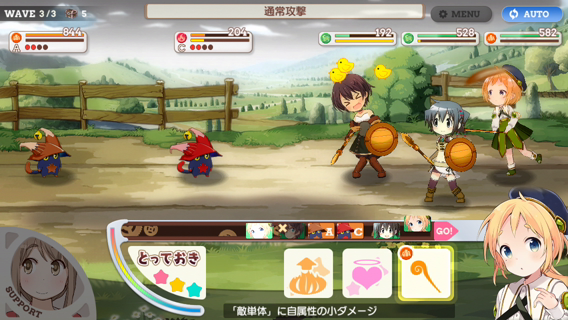 WAVE 3/3 5
通常攻撃
MENU
AUTO
844
A
204
C
192
528
582
A C GO!
とっておき
SUPPORT
「敵単体」に自属性の小ダメージ